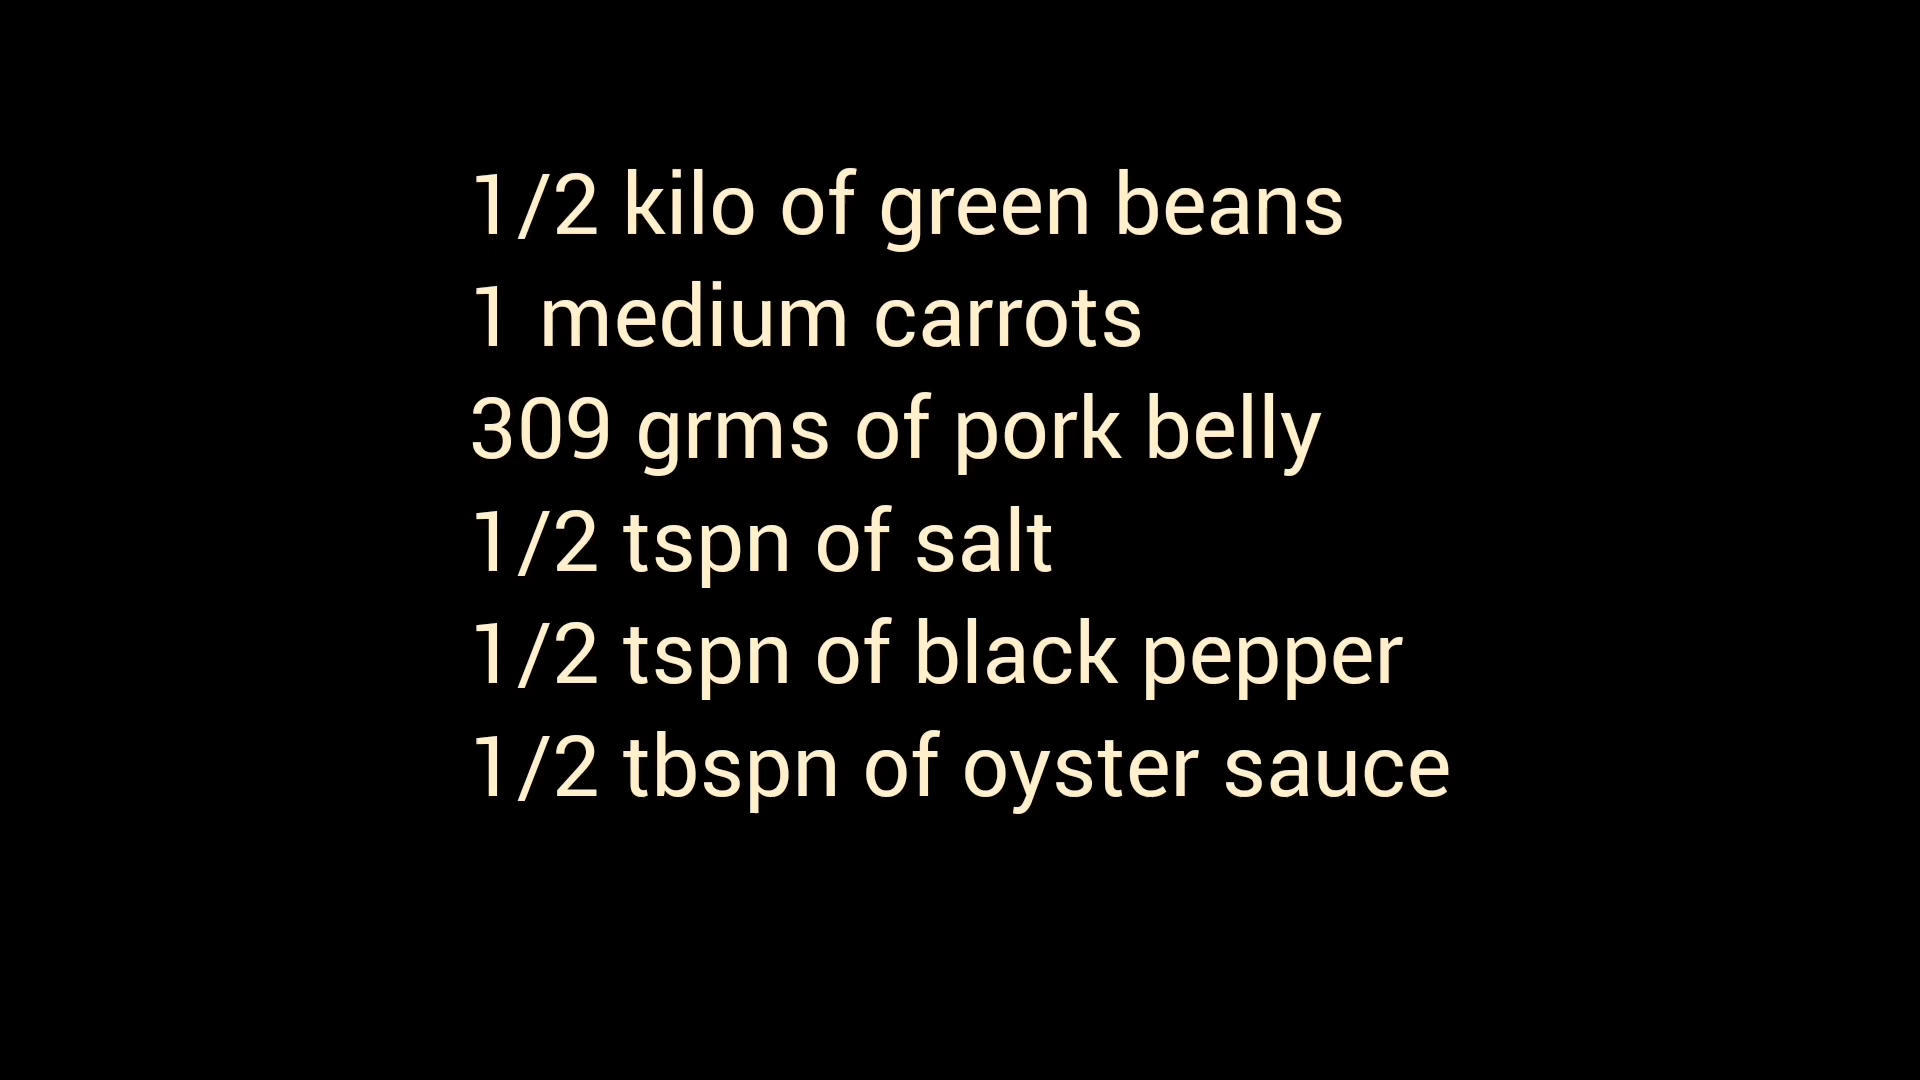 1/2 kilo of green beans
1 medium carrots
309 grms of pork belly
1/2 tspn of salt
1/2 tspn of black pepper
1/2 tbspn of oyster sauce